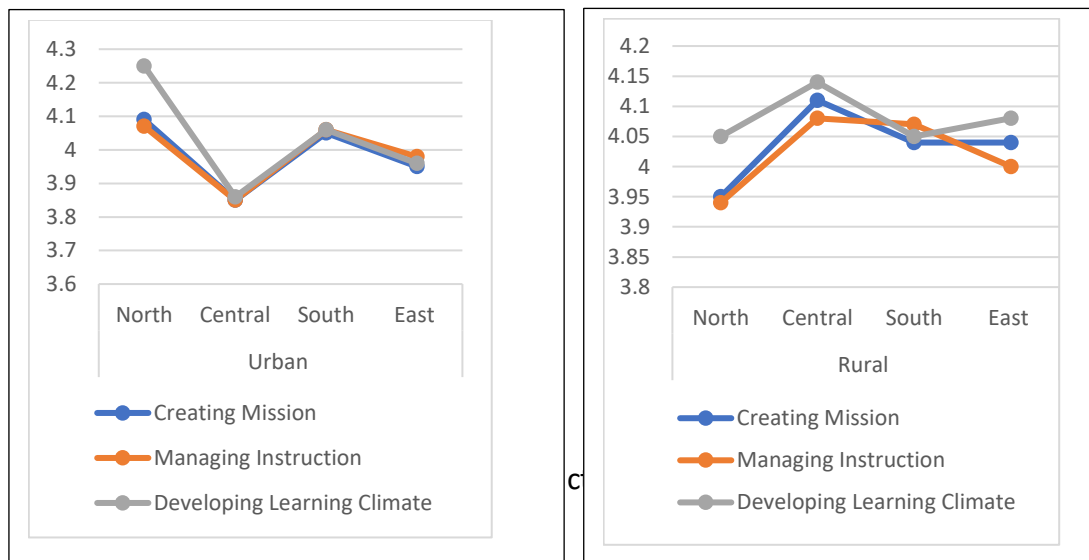 4.3
4.2
4.1
4
3.9
3.8
3.7
3.6
North Central South East
Urban
Creating Mission
Managing Instruction
Developing Learning Climate
c
4.2
4.15
4.1
4.05
4
3.95
3.9
3.85
3.8
North Central South East
Rural
Creating Mission
Managing Instruction
Developing Learning Climate